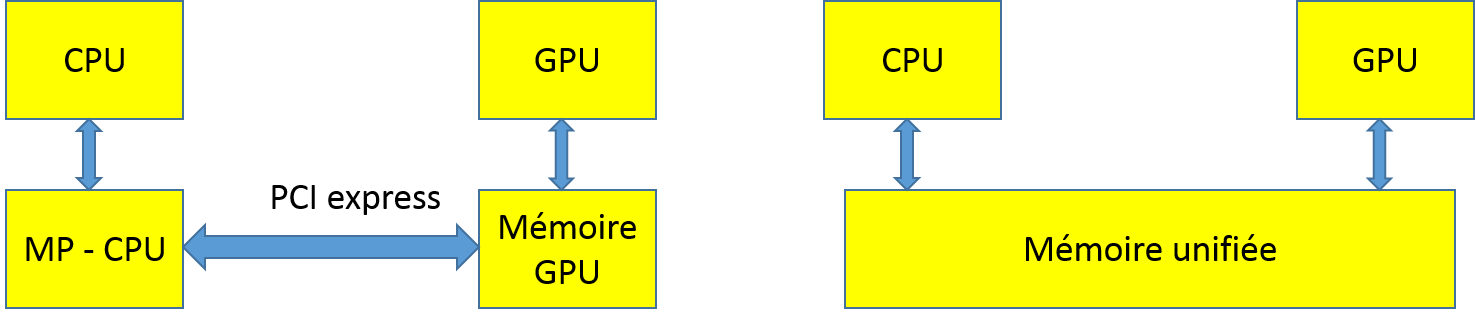 CPU
GPU
CPU
GPU
PCI express
MP - CPU
Mémoire
GPU
Mémoire unifiée